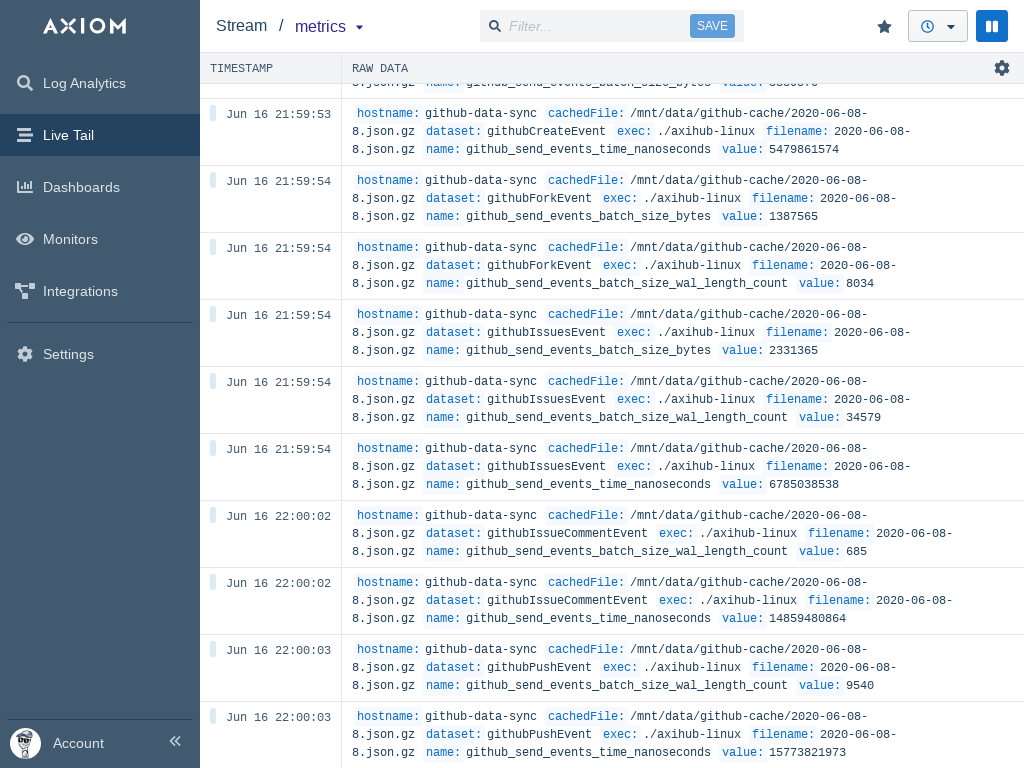 AXIOM
Stream / metrics
Filter...
SAVE
Log Analytics
Live Tail
Dashboards
Monitors
Integrations
Settings
Account
TIMESTAMP RAW DATA
Jun 16 21:59:53 hostname: github-data-sync cachedFile: /mnt/data/github-cache/2020-06-08-
8.json.gz dataset: githubCreateEvent exec: ./axihub-linux filename: 2020-06-08-
8.json.gz name: github_send_events_time_nanoseconds value: 5479861574
Jun 16 21:59:54 hostname: github-data-sync cachedFile: /mnt/data/github-cache/2020-06-08-
8.json.gz dataset: githubForkEvent exec: ./axihub-linux filename: 2020-06-08-
8.json.gz name: github_send_events_batch_size_bytes value: 1387565
Jun 16 21:59:54 hostname: github-data-sync cachedFile: /mnt/data/github-cache/2020-06-08-
8.json.gz dataset: githubForkEvent exec: ./axihub-linux filename: 2020-06-08-
8.json.gz name: github_send_events_batch_size_wal_length_count value: 8034
Jun 16 21:59:54 hostname: github-data-sync cachedFile: /mnt/data/github-cache/2020-06-08-
8.json.gz dataset: githubIssuesEvent exec: ./axihub-linux filename: 2020-06-08-
8.json.gz name: github_send_events_batch_size_bytes value: 2331365
Jun 16 21:59:54 hostname: github-data-sync cachedFile: /mnt/data/github-cache/2020-06-08-
8.json.gz dataset: githubIssuesEvent exec: ./axihub-linux filename: 2020-06-08-
8.json.gz name: github_send_events_batch_size_wal_length_count value: 34579
Jun 16 21:59:54 hostname: github-data-sync cachedFile: /mnt/data/github-cache/2020-06-08-
8.json.gz dataset: githubIssuesEvent exec: ./axihub-linux filename: 2020-06-08-
8.json.gz name: github_send_events_time_nanoseconds value: 6785038538
Jun 16 22:00:02 hostname: github-data-sync cachedFile: /mnt/data/github-cache/2020-06-08-
8.json.gz dataset: githubIssueCommentEvent exec: ./axihub-linux filename: 2020-06-08-
8.json.gz name: github_send_events_batch_size_wal_length_count value: 685
Jun 16 22:00:02 hostname: github-data-sync cachedFile: /mnt/data/github-cache/2020-06-08-
8.json.gz dataset: githubIssueCommentEvent exec: ./axihub-linux filename: 2020-06-08-
8.json.gz name: github_send_events_time_nanoseconds value: 14859480864
Jun 16 22:00:03 hostname: github-data-sync cachedFile: /mnt/data/github-cache/2020-06-08-
8.json.gz dataset: githubPushEvent exec: ./axihub-linux filename: 2020-06-08-
8.json.gz name: github_send_events_batch_size_wal_length_count value: 9540
Jun 16 22:00:03 hostname: github-data-sync cachedFile: /mnt/data/github-cache/2020-06-08-
8.json.gz dataset: githubPushEvent exec: ./axihub-linux filename: 2020-06-08-
8.json.gz name: github_send_events_time_nanoseconds value: 15773821973